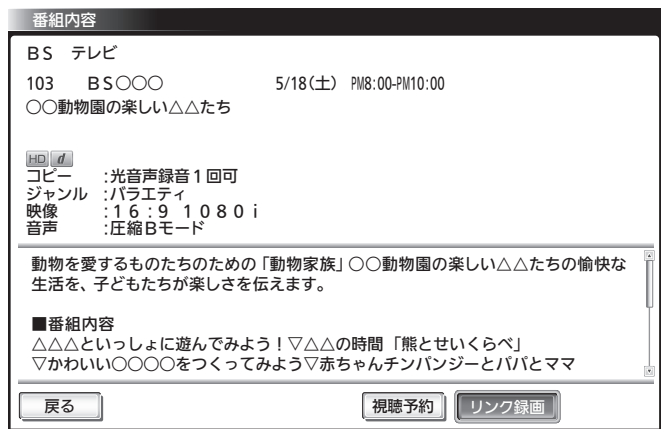 番組内容
BS テレビ
103 BS〇〇〇 5/18(土) PM8:00-PM10:00
〇〇動物園の楽しい△△たち
HD d
コピー :光音声録音1回可
ジャンル :バラエティ
映像 :16:9 1080i
音声 :圧縮Bモード
動物を愛するものたちのための「動物家族」〇〇動物園の楽しい△△たちの愉快な
生活を、子どもたちが楽しさを伝えます。
■番組内容
△△△といっしょに遊んでみよう!▽△△の時間「熊とせいくらべ」
▽かわいい〇〇〇〇をつくってみよう▽赤ちゃんチンパンジーとパパとママ
戻る 視聴予約 リンク録画